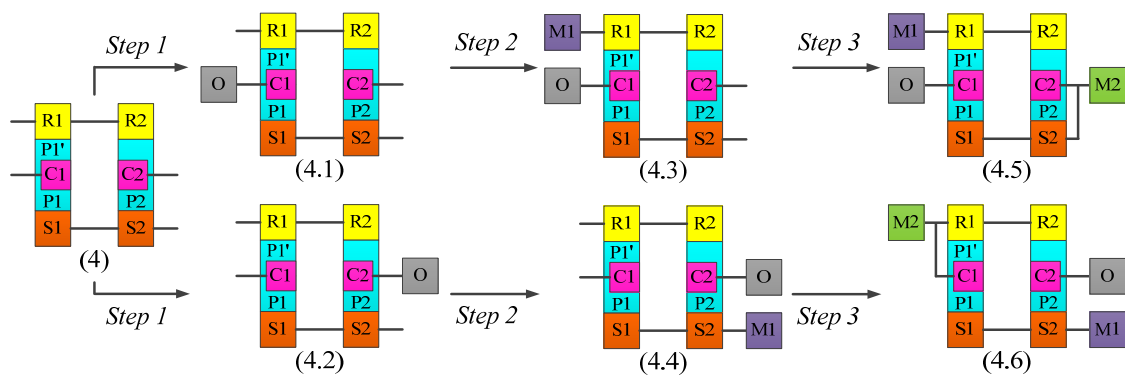 R1 R2
P1'
O C1 C2
P1 P2
S1 S2
(4.1)
Step 1
M1 R1 R2
P1'
O C1 C2
P1 P2
S1 S2
(4.3)
Step 2
M1 R1 R2
P1'
O C1 C2 M2
P1 P2
S1 S2
(4.5)
Step 3
R1 R2
P1'
C1 C2
P1 P2
S1 S2
(4)
Step 1
R1 R2
P1'
C1 C2 O
P1 P2
S1 S2
(4.2)
Step 2
R1 R2
P1'
C1 C2 O
P1 P2
S1 S2 M1
(4.4)
Step 3
M2 R1 R2
P1'
C1 C2 O
P1 P2
S1 S2 M1
(4.6)